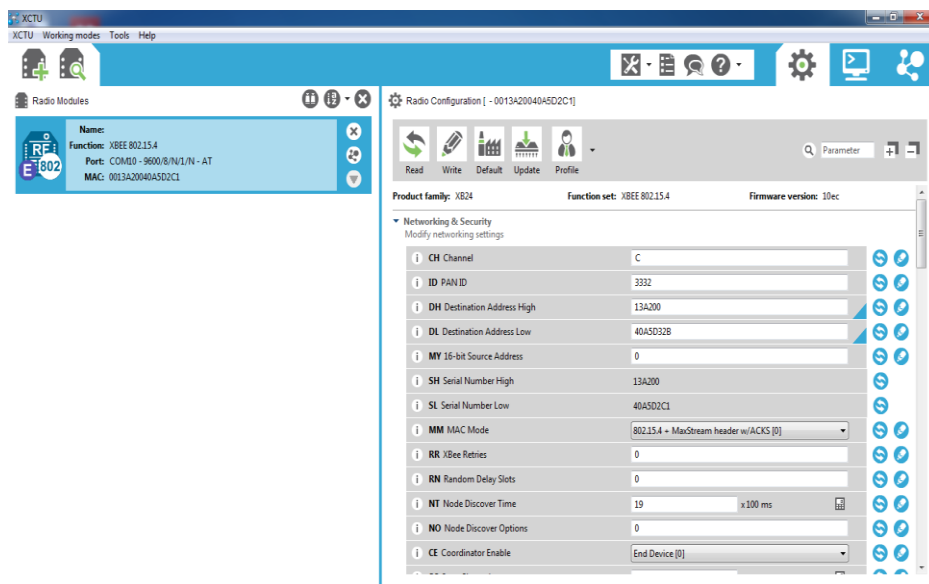 XCTU
XCTU Working modes Tools Help
Radio Modules
Name:
Function: XBEE 802.15.4
Port: COM10 - 9600/8/N/1/N - AT
MAC: 0013A20040A5D2C1
RF
E 802
Radio Configuration [ - 0013A20040A5D2C1]
Read Write Default Update Profile
Parameter
Product family: XB24 Function set: XBEE 802.15.4 Firmware version: 10ec
Networking & Security
Modify networking settings
i CH Channel C
i ID PAN ID 3332
i DH Destination Address High 13A200
i DL Destination Address Low 40A5D32B
i MY 16-bit Source Address 0
i SH Serial Number High 13A200
i SL Serial Number Low 40A5D2C1
i MM MAC Mode 802.15.4 + MaxStream header w/ACKS [0]
i RR XBee Retries 0
i RN Random Delay Slots 0
i NT Node Discover Time 19 x 100 ms
i NO Node Discover Options 0
i CE Coordinator Enable End Device [0]